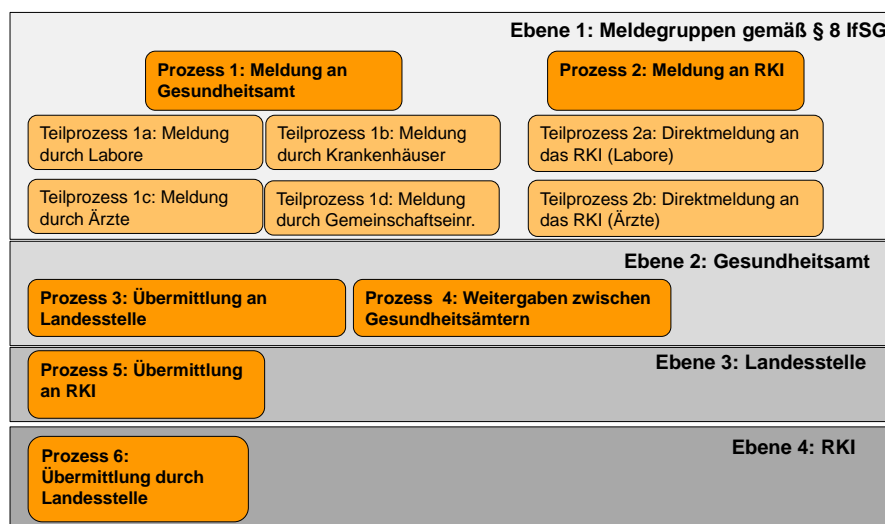 Ebene 1: Meldegruppen gemäß § 8 IfSG
Prozess 1: Meldung an
Gesundheitsamt
Prozess 2: Meldung an RKI
Teilprozess 1a: Meldung
durch Labore
Teilprozess 1b: Meldung
durch Krankenhäuser
Teilprozess 2a: Direktmeldung an
das RKI (Labore)
Teilprozess 1c: Meldung
durch Ärzte
Teilprozess 1d: Meldung
durch Gemeinschaftseinr.
Teilprozess 2b: Direktmeldung an
das RKI (Ärzte)
Ebene 2: Gesundheitsamt
Prozess 3: Übermittlung an
Landesstelle
Prozess 4: Weitergaben zwischen
Gesundheitsämtern
Ebene 3: Landesstelle
Prozess 5: Übermittlung
an RKI
Ebene 4: RKI
Prozess 6:
Übermittlung durch
Landesstelle